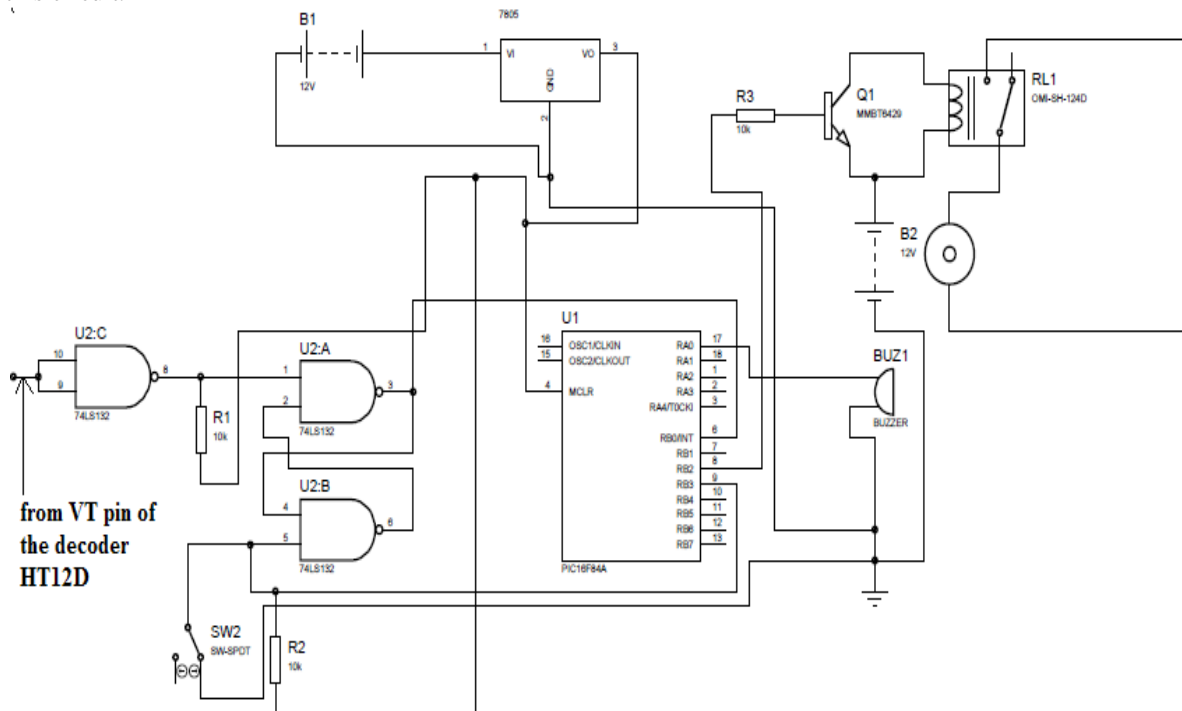 B1
12V
7805
1
VI
VO
3
GND
2
R3
10k
Q1
MMBT6429
RL1
OMI-SH-124D
B2
12V
U2:C
10
9
8
74LS132
U2:A
1
2
3
74LS132
R1
10k
U2:B
4
5
6
74LS132
from VT pin of
the decoder
HT12D
SW2
SW-SPDT
R2
10k
U1
16
OSC1/CLKIN
15
OSC2/CLKOUT
4
MCLR
RA0
17
RA1
18
RA2
1
RA3
2
RA4/T0CKI
3
RB0/INT
6
RB1
7
RB2
8
RB3
9
RB4
10
RB5
11
RB6
12
RB7
13
PIC16F84A
BUZ1
BUZZER